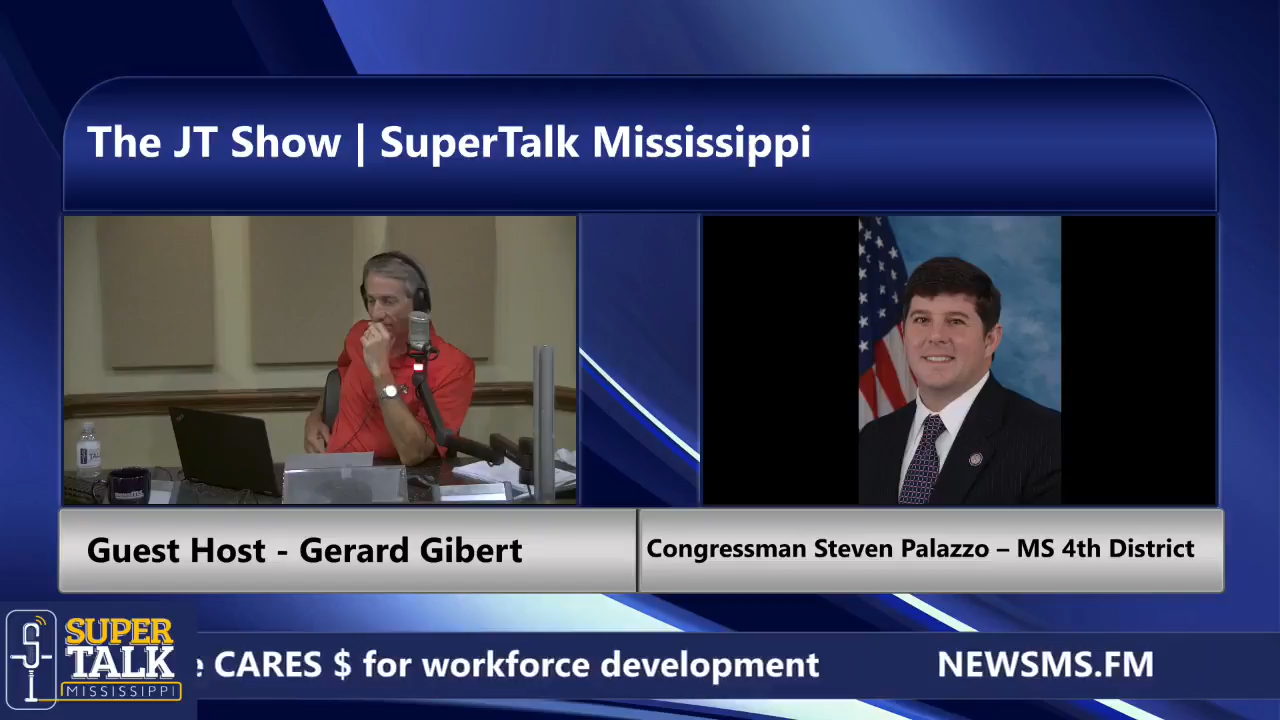 The JT Show | SuperTalk Mississippi
Guest Host - Gerard Gibert
Congressman Steven Palazzo – MS 4th District
SUPER
TALK
MISSISSIPPI
e CARES $ for workforce development
NEWSMS.FM